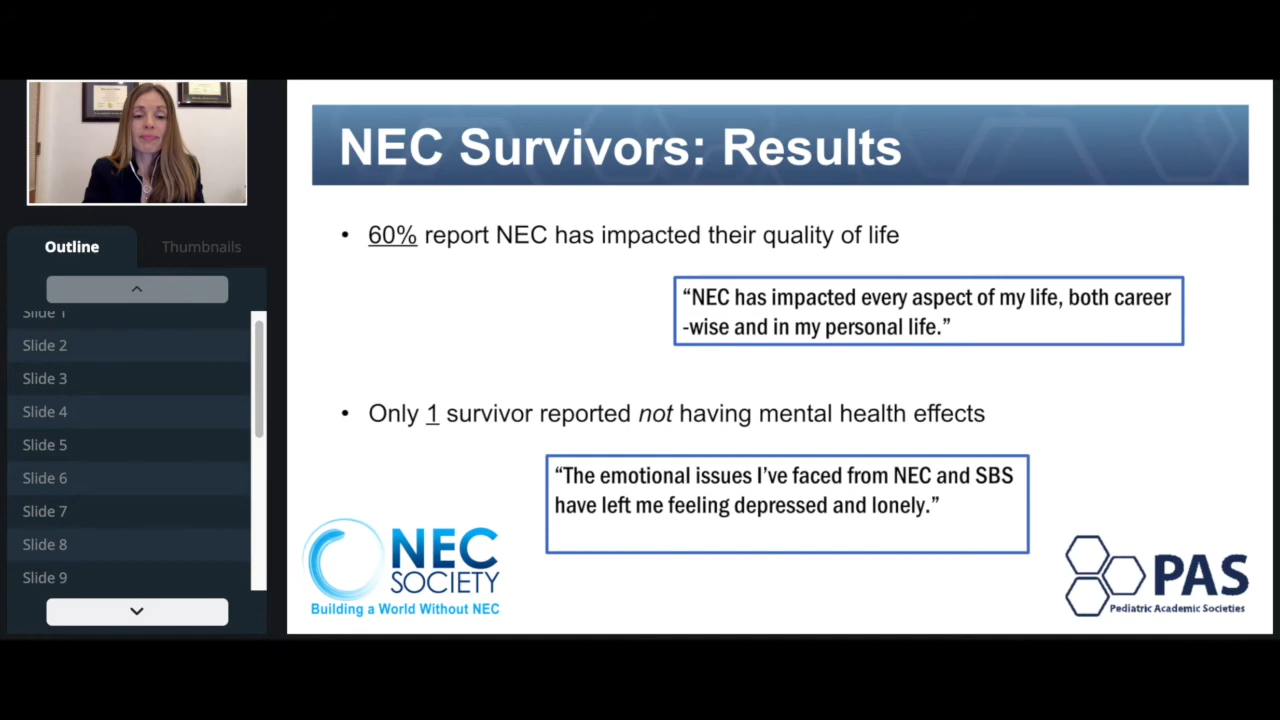 Outline
Thumbnails
Slide 1
Slide 2
Slide 3
Slide 4
Slide 5
Slide 6
Slide 7
Slide 8
Slide 9
NEC Survivors: Results
• 60% report NEC has impacted their quality of life
“NEC has impacted every aspect of my life, both career
-wise and in my personal life.”
• Only 1 survivor reported not having mental health effects
“The emotional issues I’ve faced from NEC and SBS
have left me feeling depressed and lonely.”
NEC
SOCIETY
Building a World Without NEC
PAS
Pediatric Academic Societies